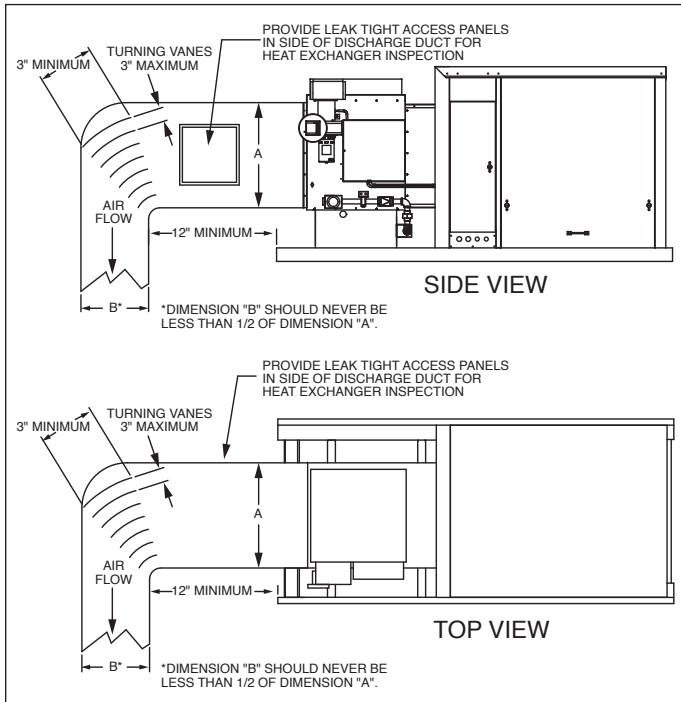 PROVIDE LEAK TIGHT ACCESS PANELS
IN SIDE OF DISCHARGE DUCT FOR
HEAT EXCHANGER INSPECTION
TURNING VANES
3" MAXIMUM
3" MINIMUM
A
AIR
FLOW
12" MINIMUM
SIDE VIEW
B*
*DIMENSION "B" SHOULD NEVER BE
LESS THAN 1/2 OF DIMENSION "A".
PROVIDE LEAK TIGHT ACCESS PANELS
IN SIDE OF DISCHARGE DUCT FOR
HEAT EXCHANGER INSPECTION
TURNING VANES
3" MAXIMUM
3" MINIMUM
A
AIR
FLOW
12" MINIMUM
TOP VIEW
B*
*DIMENSION "B" SHOULD NEVER BE
LESS THAN 1/2 OF DIMENSION "A".